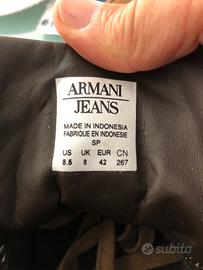 ARMANI
JEANS
MADE IN INDONESIA
FABRIQUE EN INDONESIE
SP
US UK EUR CN
8.5 8 42 267
subito